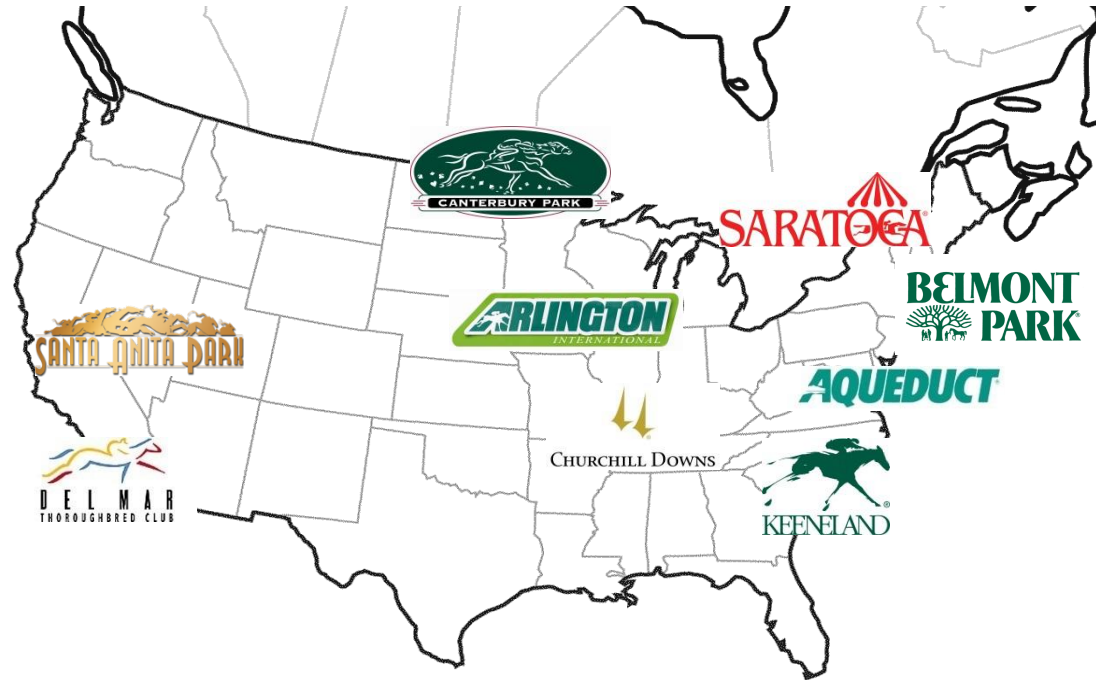 CANTERBURY PARK
SARATOGA
BELMONT
PARK
ARLINGTON
INTERNATIONAL
SANTA ANITA PARK
AQUEDUCT
CHURCHILL DOWNS
DEL MAR
THOROUGHBRED CLUB
KEENELAND